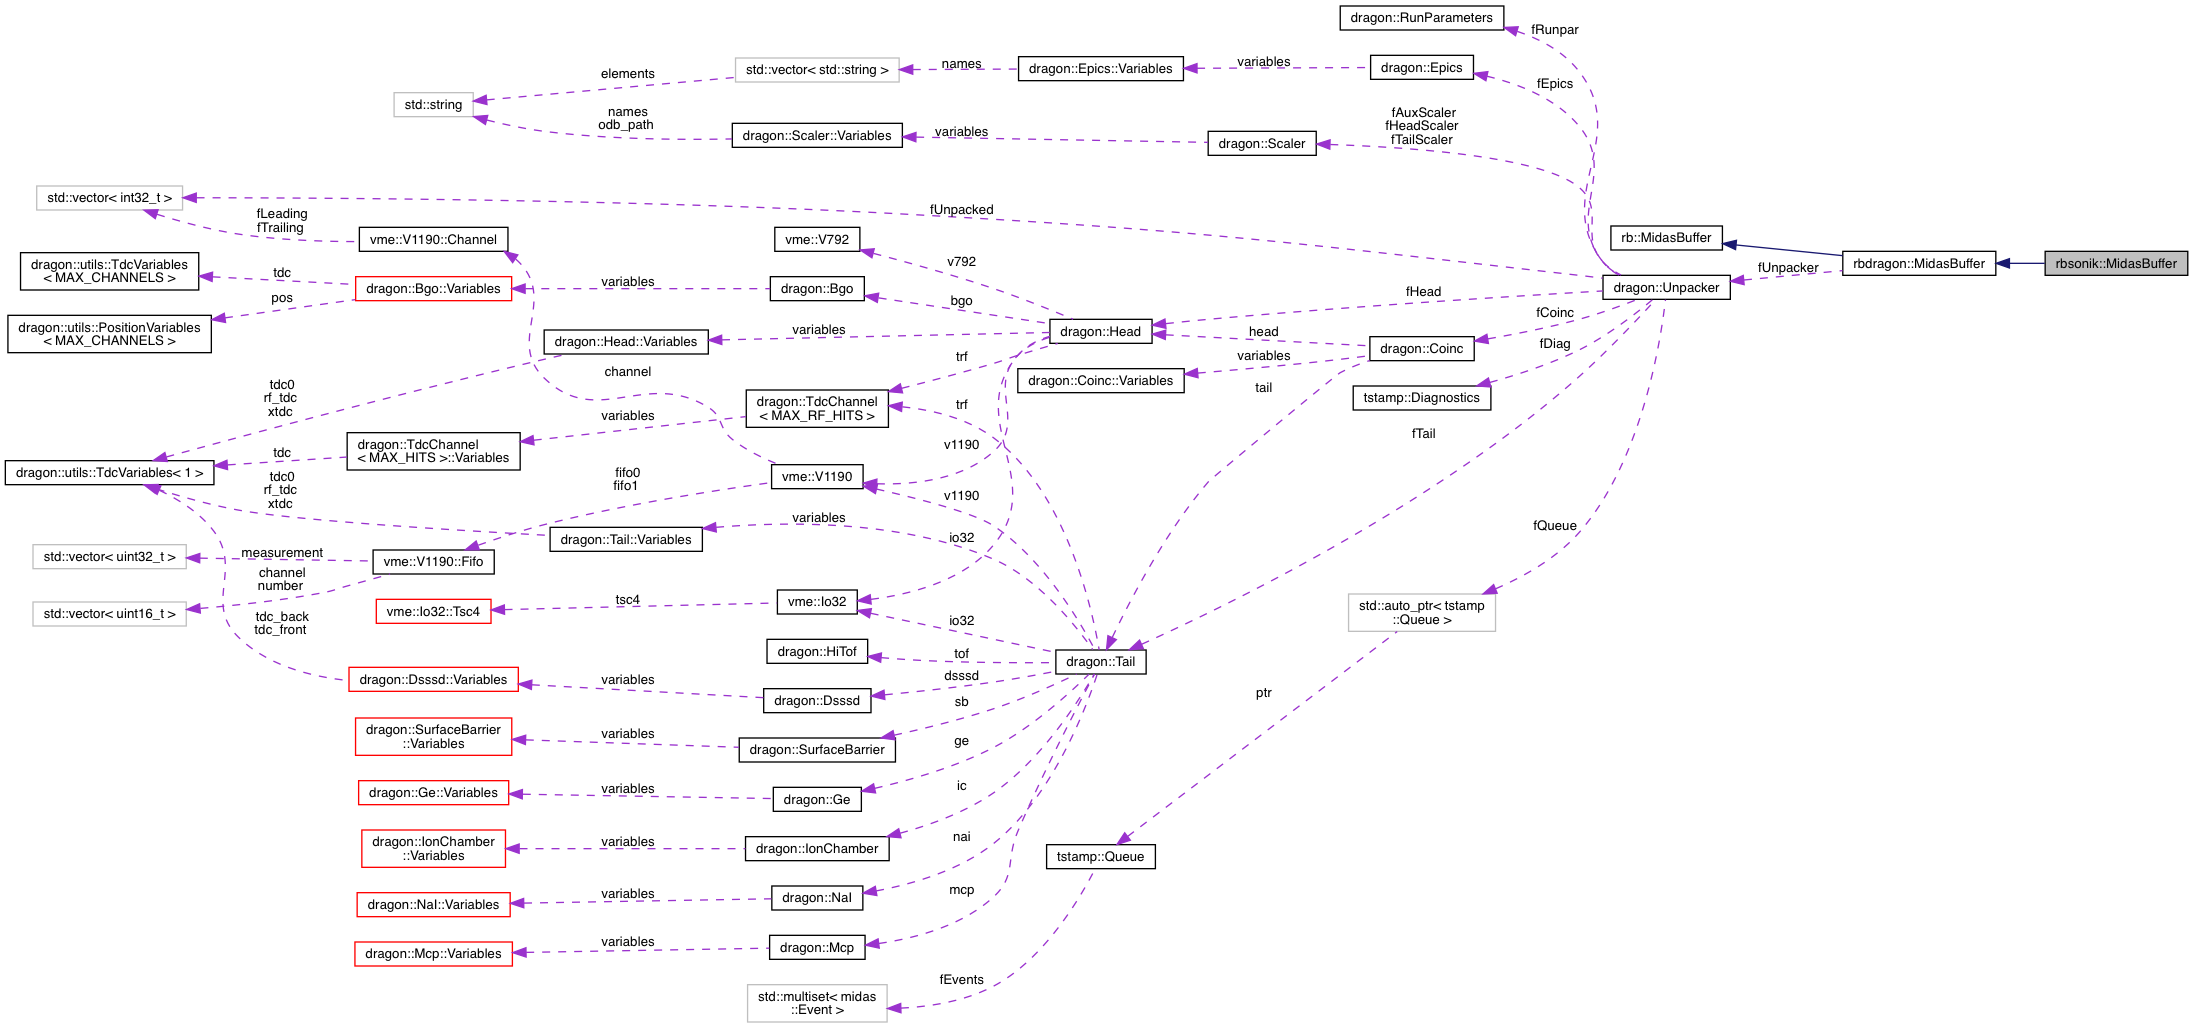 dragon::RunParameters
fRunpar
std::vector< std::string >
names
dragon::Epics::Variables
variables
dragon::Epics
fEpics
elements
std::string
names
odb_path
dragon::Scaler::Variables
variables
dragon::Scaler
fAuxScaler
fHeadScaler
fTailScaler
std::vector< int32_t >
fLeading
fTrailing
fUnpacked
vme::V1190::Channel
vme::V792
rb::MidasBuffer
dragon::utils::TdcVariables
< MAX_CHANNELS >
tdc
v792
rbdragon::MidasBuffer
rbsonik::MidasBuffer
fUnpacker
dragon::Bgo::Variables
variables
dragon::Bgo
bgo
fHead
dragon::Unpacker
pos
dragon::utils::PositionVariables
< MAX_CHANNELS >
fCoinc
dragon::Head::Variables
variables
dragon::Head
head
dragon::Coinc
fDiag
trf
channel
variables
dragon::Coinc::Variables
tail
tstamp::Diagnostics
tdc0
rf_tdc
xtdc
dragon::TdcChannel
< MAX_RF_HITS >
trf
variables
fTail
dragon::TdcChannel
< MAX_HITS >::Variables
tdc
v1190
dragon::utils::TdcVariables< 1 >
tdc0
rf_tdc
xtdc
fifo0
fifo1
vme::V1190
v1190
variables
fQueue
dragon::Tail::Variables
io32
std::vector< uint32_t >
measurement
vme::V1190::Fifo
channel
number
std::vector< uint16_t >
vme::Io32::Tsc4
tsc4
vme::Io32
io32
std::auto_ptr< tstamp
::Queue >
tdc_back
tdc_front
dragon::HiTof
tof
dragon::Tail
dragon::Dsssd::Variables
variables
dragon::Dsssd
dsssd
ptr
sb
dragon::SurfaceBarrier
::Variables
variables
dragon::SurfaceBarrier
ge
dragon::Ge::Variables
variables
dragon::Ge
ic
dragon::IonChamber
::Variables
variables
dragon::IonChamber
nai
tstamp::Queue
dragon::NaI::Variables
variables
dragon::NaI
mcp
dragon::Mcp::Variables
variables
dragon::Mcp
fEvents
std::multiset< midas
::Event >